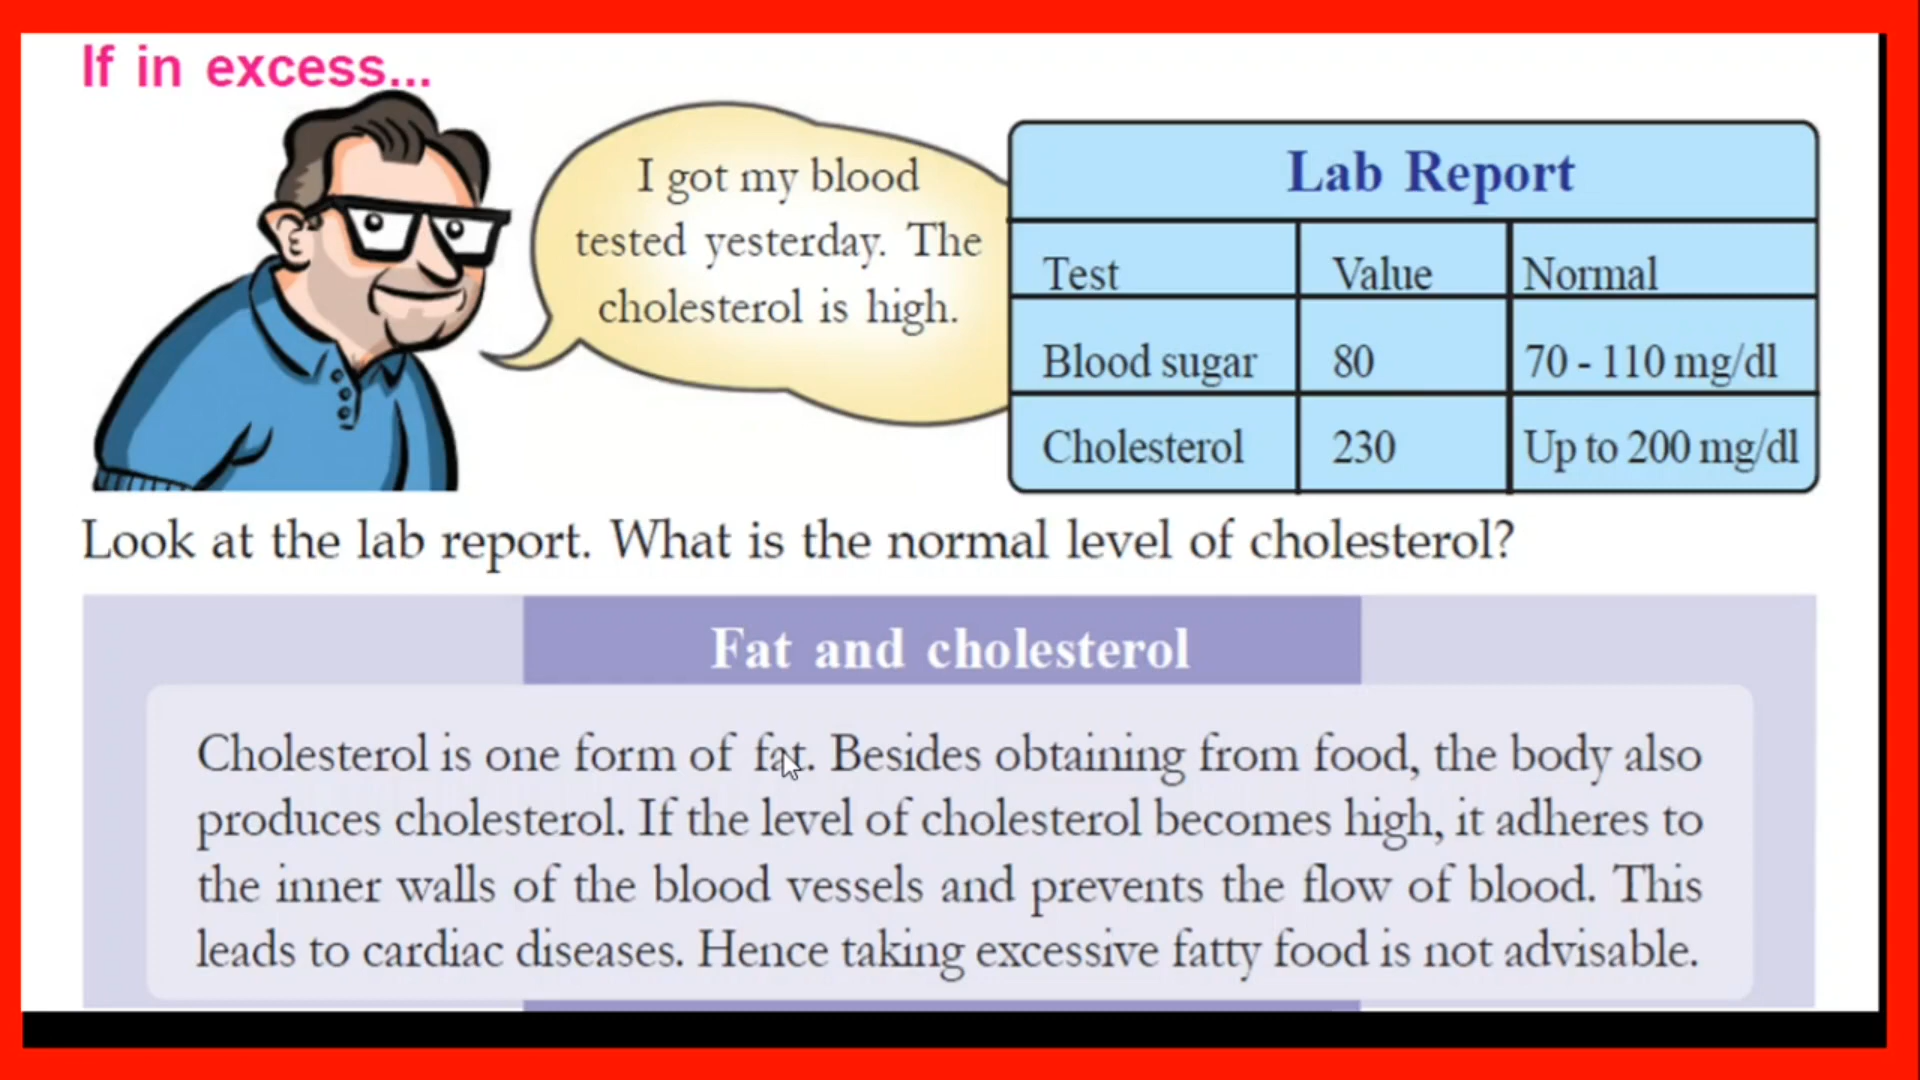 If in excess...
I got my blood
tested yesterday. The
cholesterol is high.
Lab Report
Test Value Normal
Blood sugar 80 70 - 110 mg/dl
Cholesterol 230 Up to 200 mg/dl
Look at the lab report. What is the normal level of cholesterol?
Fat and cholesterol
Cholesterol is one form of fat. Besides obtaining from food, the body also
produces cholesterol. If the level of cholesterol becomes high, it adheres to
the inner walls of the blood vessels and prevents the flow of blood. This
leads to cardiac diseases. Hence taking excessive fatty food is not advisable.